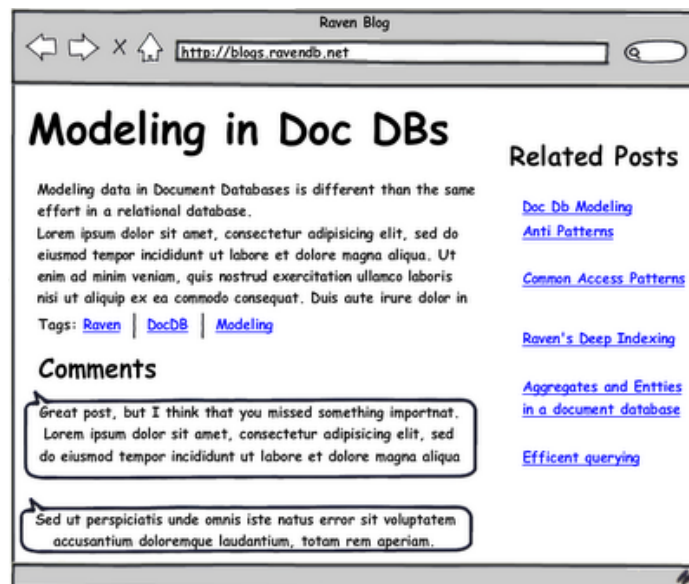 Raven Blog
http://blogs.ravendb.net
Modeling in Doc DBs
Modeling data in Document Databases is different than the same
effort in a relational database.
Lorem ipsum dolor sit amet, consectetur adipisicing elit, sed do
eiusmod tempor incididunt ut labore et dolore magna aliqua. Ut
enim ad minim veniam, quis nostrud exercitation ullamco laboris
nisi ut aliquip ex ea commodo consequat. Duis aute irure dolor in
Tags: Raven | DocDB | Modeling
Comments
Great post, but I think that you missed something importnat.
Lorem ipsum dolor sit amet, consectetur adipisicing elit, sed
do eiusmod tempor incididunt ut labore et dolore magna aliqua
Sed ut perspiciatis unde omnis iste natus error sit voluptatem
accusantium doloremque laudantium, totam rem aperiam.
Related Posts
Doc Db Modeling
Anti Patterns
Common Access Patterns
Raven's Deep Indexing
Aggregates and Entties
in a document database
Efficent querying